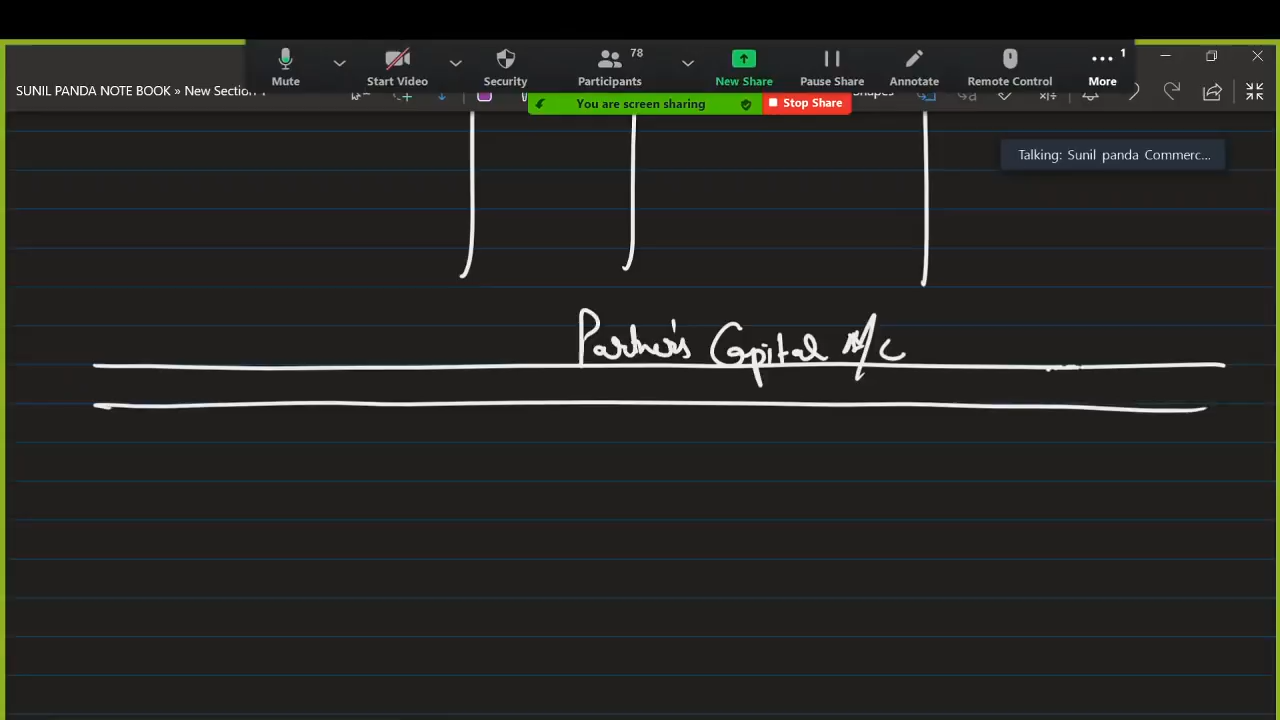 78
1
Mute Start Video Security Participants New Share Pause Share Annotate Remote Control More
SUNIL PANDA NOTE BOOK » New Section
You are screen sharing Stop Share
Talking: Sunil panda Commerc...
Partner's Capital A/c